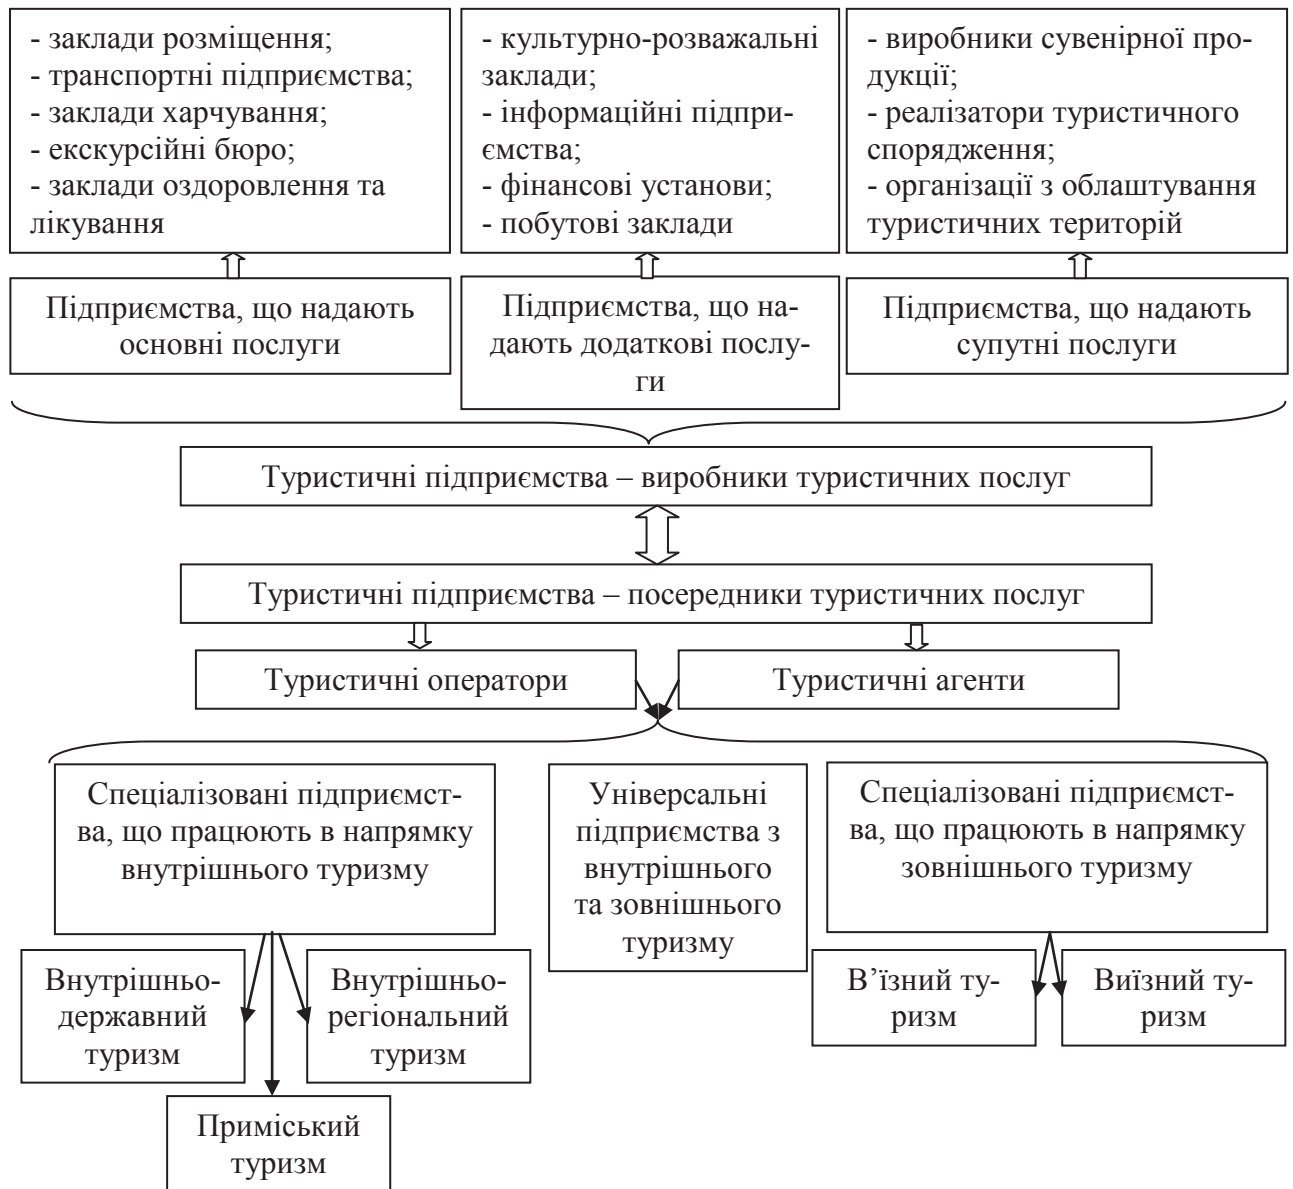 - заклади розміщення;
- транспортні підприємства;
- заклади харчування;
- екскурсійні бюро;
- заклади оздоровлення та
лікування
- культурно-розважальні
заклади;
- інформаційні підпри-
ємства;
- фінансові установи;
- побутові заклади
- виробники сувенірної про-
дукції;
- реалізатори туристичного
спорядження;
- організації з облаштування
туристичних територій
Підприємства, що надають
основні послуги
Підприємства, що на-
дають додаткові послу-
ги
Підприємства, що надають
супутні послуги
Туристичні підприємства – виробники туристичних послуг
Туристичні підприємства – посередники туристичних послуг
Туристичні оператори
Туристичні агенти
Спеціалізовані підприємст-
ва, що працюють в напрямку
внутрішнього туризму
Універсальні
підприємства з
внутрішнього
та зовнішнього
туризму
Спеціалізовані підприємст-
ва, що працюють в напрямку
зовнішнього туризму
Внутрішньо-
державний
туризм
Внутрішньо-
регіональний
туризм
В’їзний ту-
ризм
Виїзний ту-
ризм
Приміський
туризм